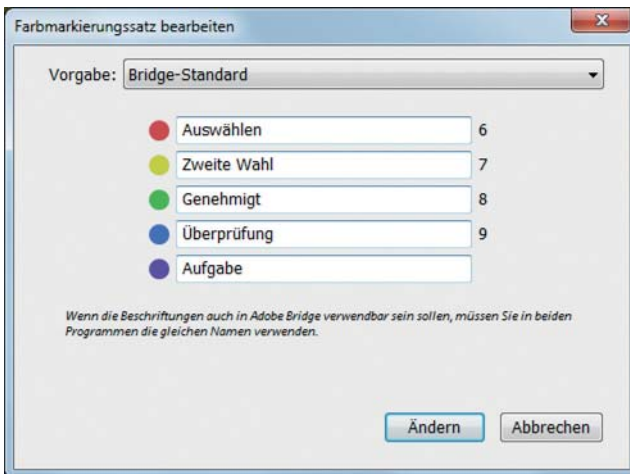 Farbmarkierungssatz bearbeiten
Vorgabe: Bridge-Standard
Auswählen 6
Zweite Wahl 7
Genehmigt 8
Überprüfung 9
Aufgabe
Wenn die Beschriftungen auch in Adobe Bridge verwendbar sein sollen, müssen Sie in beiden
Programmen die gleichen Namen verwenden.
Ändern Abbrechen